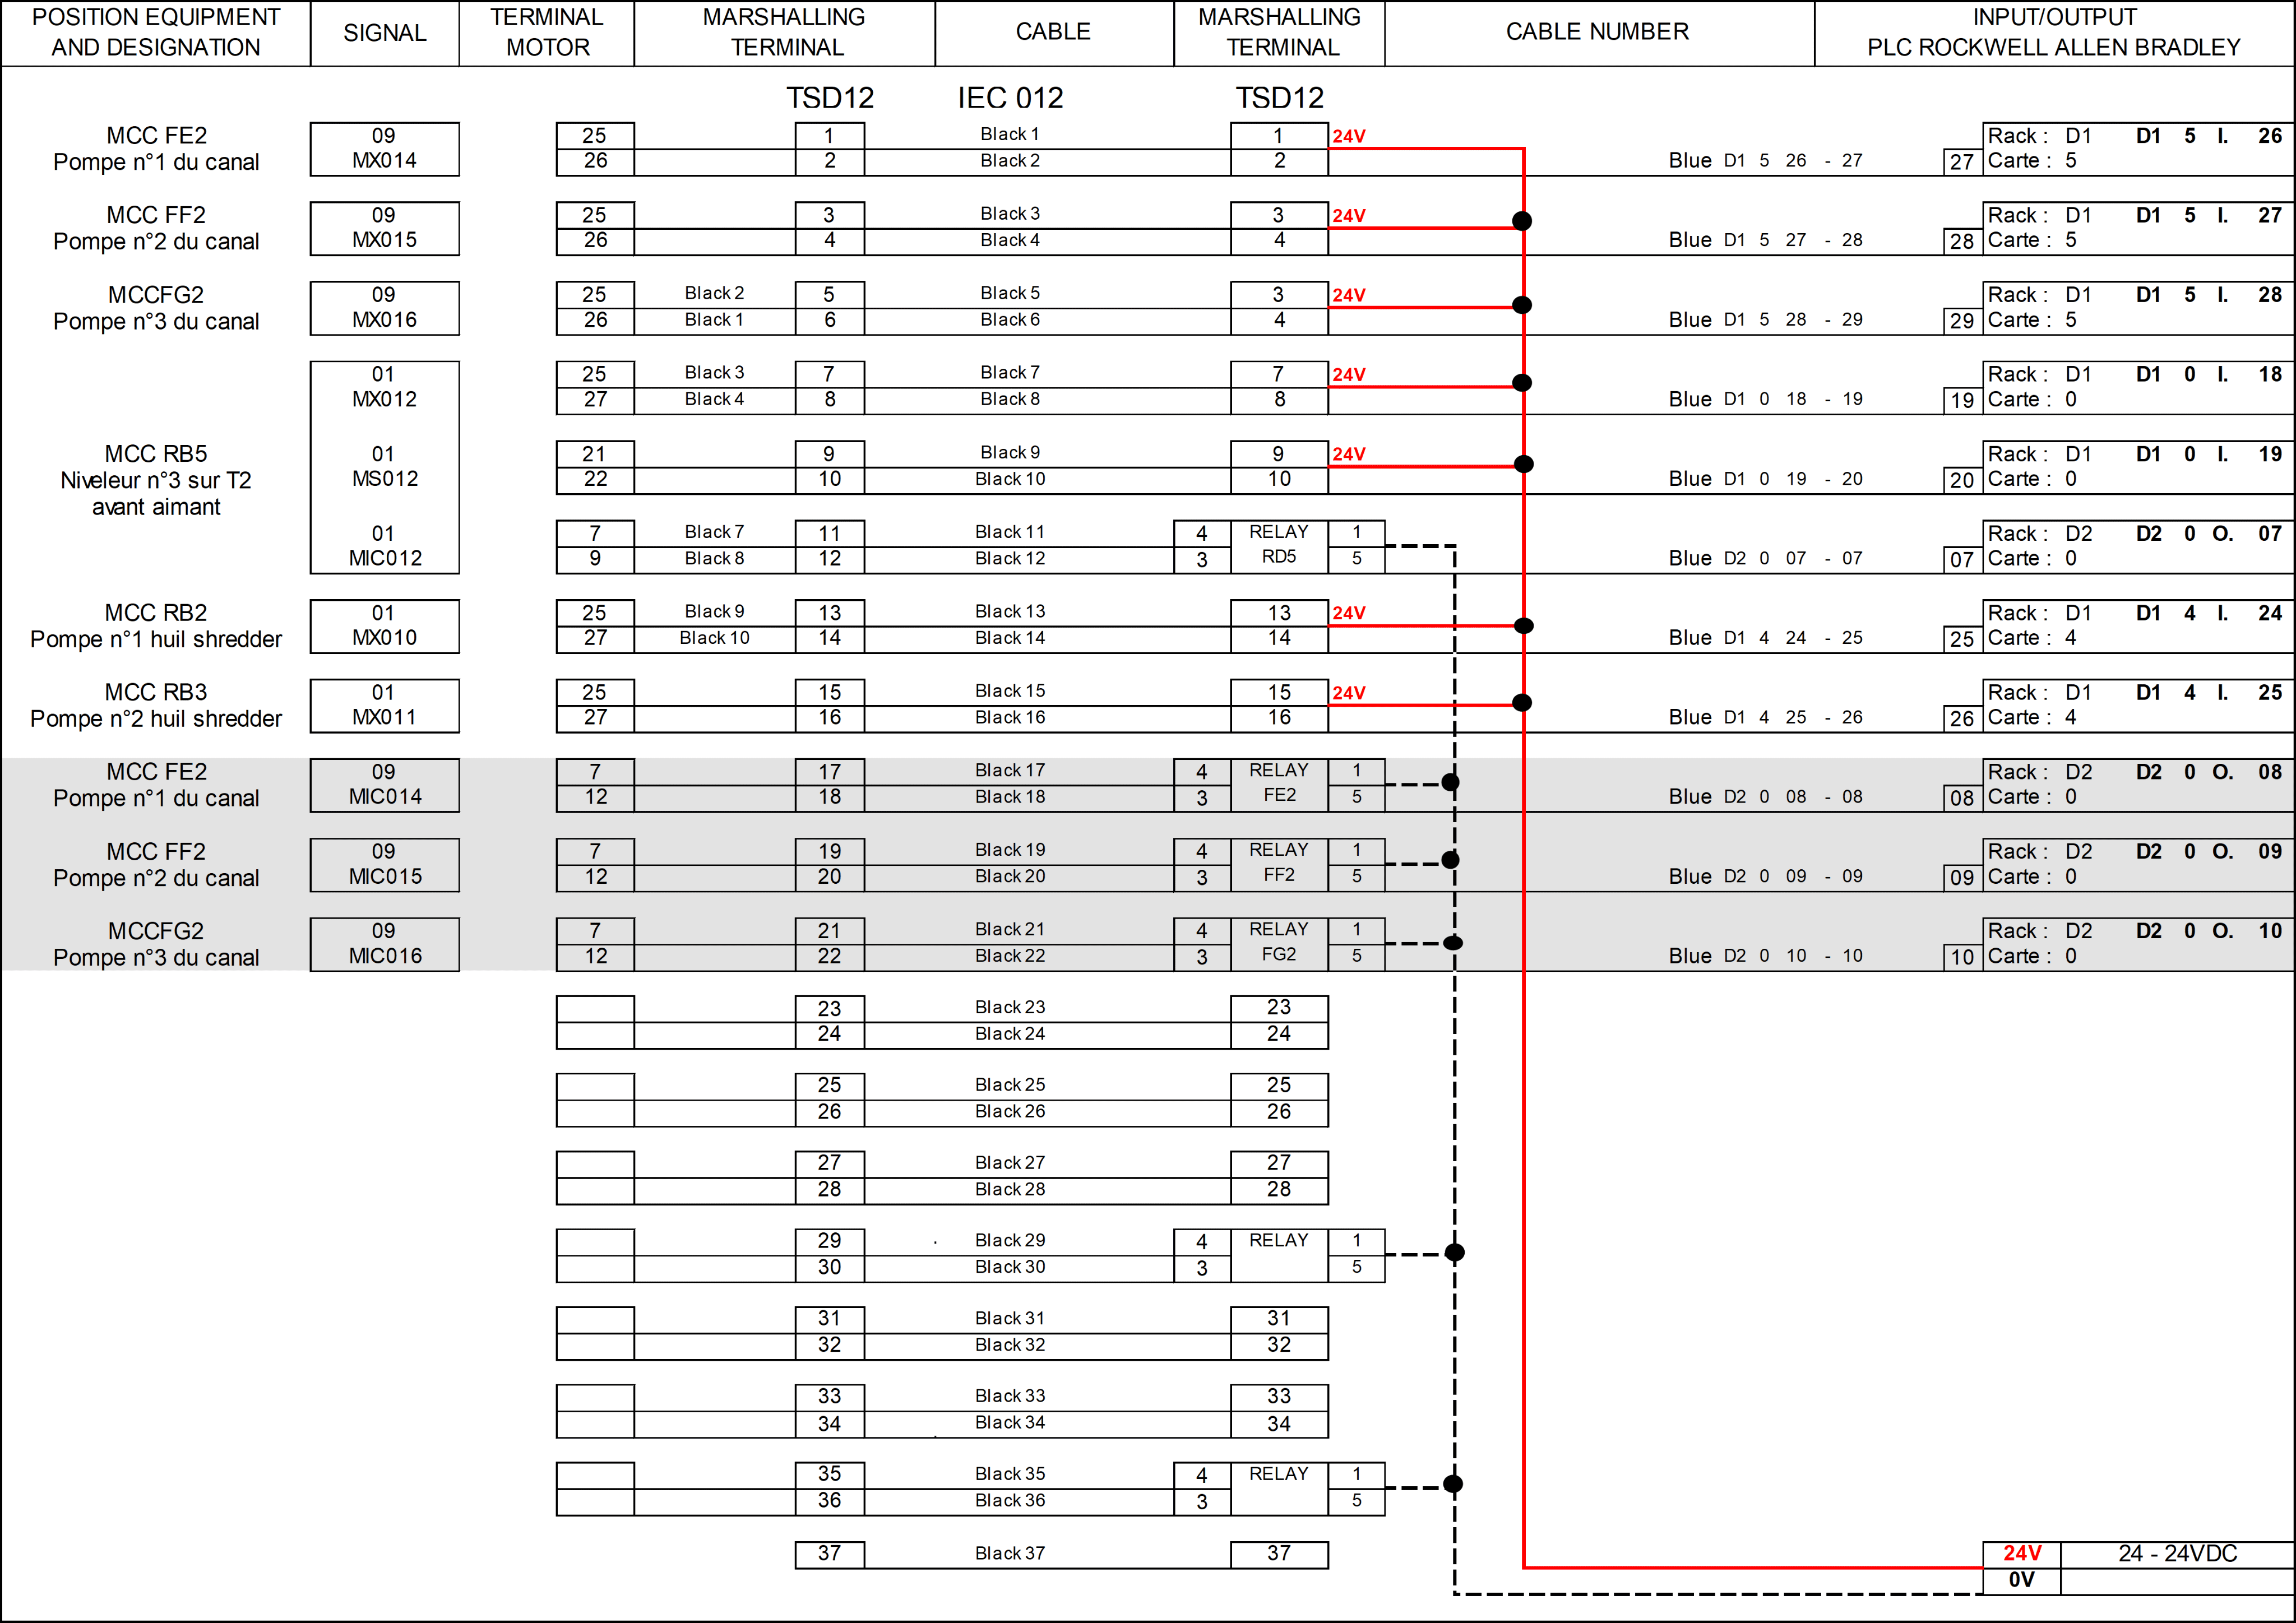 POSITION EQUIPMENT AND DESIGNATION SIGNAL TERMINAL MOTOR MARSHALLING TERMINAL CABLE MARSHALLING TERMINAL CABLE NUMBER INPUT/OUTPUT PLC ROCKWELL ALLEN BRADLEY
TSD12 IEC 012 TSD12
MCC FE2 09 25 1 Black 1 1 24V Rack : D1 D1 5 I. 26
Pompe n°1 du canal MX014 26 2 Black 2 2 Blue D1 5 26 - 27 27 Carte : 5
MCC FF2 09 25 3 Black 3 3 24V Rack : D1 D1 5 I. 27
Pompe n°2 du canal MX015 26 4 Black 4 4 Blue D1 5 27 - 28 28 Carte : 5
MCCFG2 09 25 Black 2 5 Black 5 3 24V Rack : D1 D1 5 I. 28
Pompe n°3 du canal MX016 26 Black 1 6 Black 6 4 Blue D1 5 28 - 29 29 Carte : 5
01 25 Black 3 7 Black 7 7 24V Rack : D1 D1 0 I. 18
MX012 27 Black 4 8 Black 8 8 Blue D1 0 18 - 19 19 Carte : 0
MCC RB5 01 21 9 Black 9 9 24V Rack : D1 D1 0 I. 19
Niveleur n°3 sur T2 MS012 22 10 Black 10 10 Blue D1 0 19 - 20 20 Carte : 0
avant aimant
01 7 Black 7 11 Black 11 4 RELAY 1 Rack : D2 D2 0 O. 07
MIC012 9 Black 8 12 Black 12 3 RD5 5 Blue D2 0 07 - 07 07 Carte : 0
MCC RB2 01 25 Black 9 13 Black 13 13 24V Rack : D1 D1 4 I. 24
Pompe n°1 huil shredder MX010 27 Black 10 14 Black 14 14 Blue D1 4 24 - 25 25 Carte : 4
MCC RB3 01 25 15 Black 15 15 24V Rack : D1 D1 4 I. 25
Pompe n°2 huil shredder MX011 27 16 Black 16 16 Blue D1 4 25 - 26 26 Carte : 4
MCC FE2 09 7 17 Black 17 4 RELAY 1 Rack : D2 D2 0 O. 08
Pompe n°1 du canal MIC014 12 18 Black 18 3 FE2 5 Blue D2 0 08 - 08 08 Carte : 0
MCC FF2 09 7 19 Black 19 4 RELAY 1 Rack : D2 D2 0 O. 09
Pompe n°2 du canal MIC015 12 20 Black 20 3 FF2 5 Blue D2 0 09 - 09 09 Carte : 0
MCCFG2 09 7 21 Black 21 4 RELAY 1 Rack : D2 D2 0 O. 10
Pompe n°3 du canal MIC016 12 22 Black 22 3 FG2 5 Blue D2 0 10 - 10 10 Carte : 0
23 Black 23 23
24 Black 24 24
25 Black 25 25
26 Black 26 26
27 Black 27 27
28 Black 28 28
29 Black 29 4 RELAY 1
30 Black 30 3 5
31 Black 31 31
32 Black 32 32
33 Black 33 33
34 Black 34 34
35 Black 35 4 RELAY 1
36 Black 36 3 5
37 Black 37 37 24V 24 - 24VDC
0V